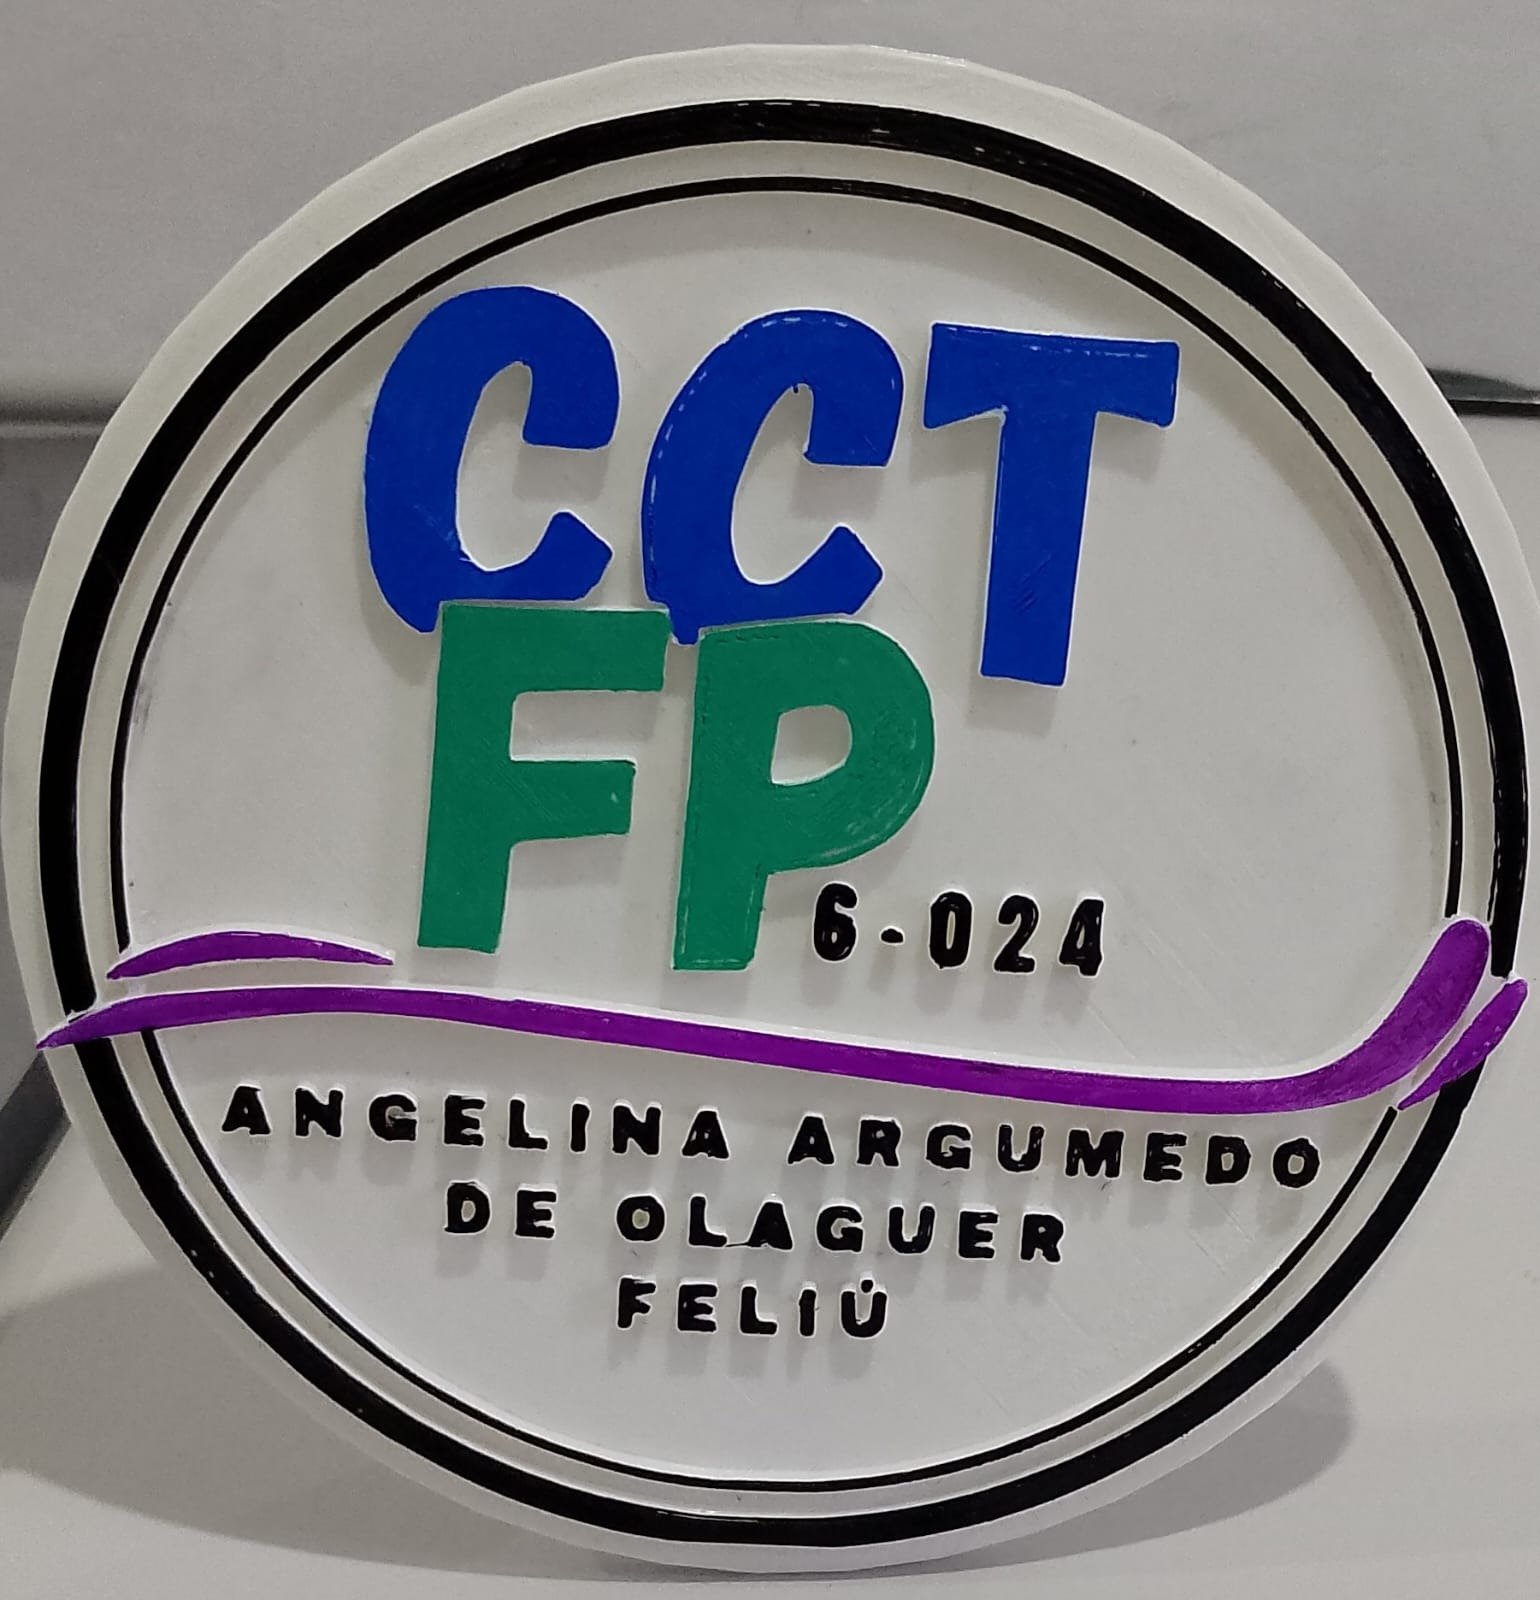 CCT
FP
6-024
ANGELINA ARGUMEDO
DE OLAGUER
FELIÚ